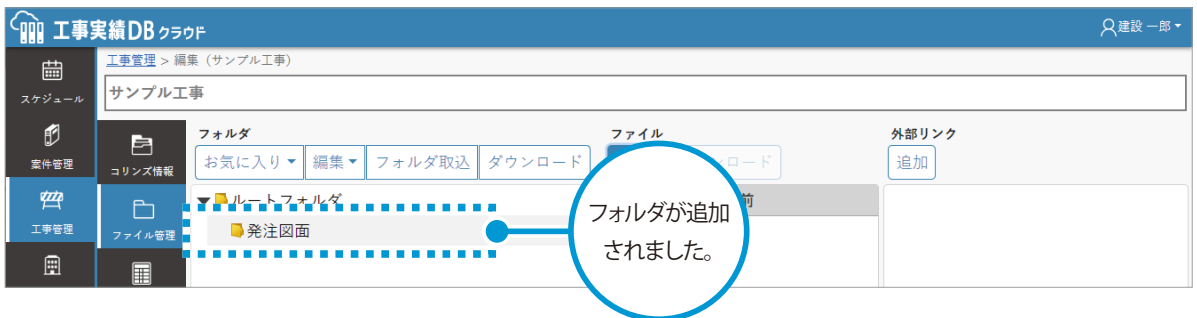 工事実績DB クラウド
建設 一郎
工事管理 > 編集（サンプル工事）
サンプル工事
スケジュール
案件管理
工事管理
コリンズ情報
ファイル管理
フォルダ
お気に入り
編集
フォルダ取込
ダウンロード
ファイル
ロード
外部リンク
追加
ルートフォルダ
前
発注図面
フォルダが追加
されました。